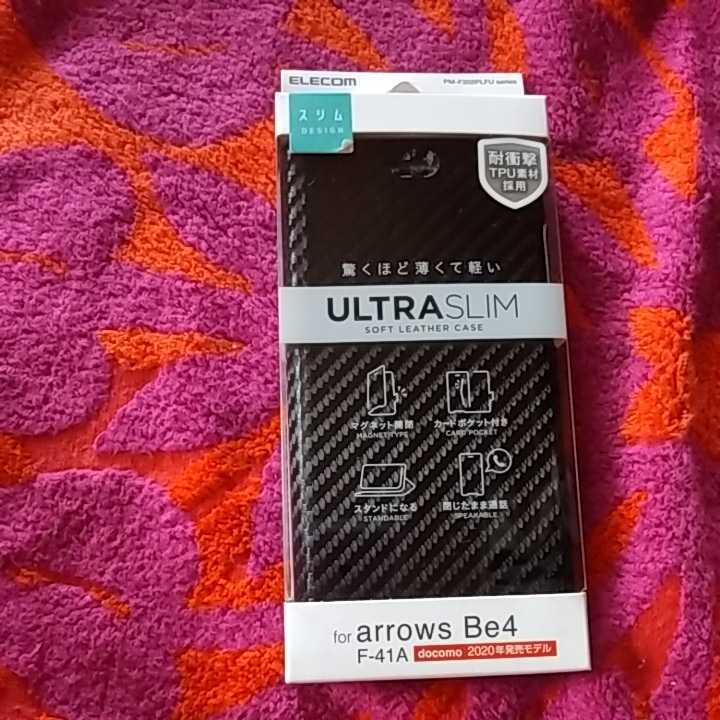 ELECOM
PM-F202PLFU series
スリム
DESIGN
耐衝撃
TPU素材
採用
驚くほど薄くて軽い
ULTRASLIM
SOFT LEATHER CASE
マグネット開閉
MAGNET TYPE
カードポケット付き
CARD POCKET
スタンドになる
STANDABLE
閉じたまま通話
SPEAKABLE
for arrows Be4
F-41A docomo 2020年発売モデル